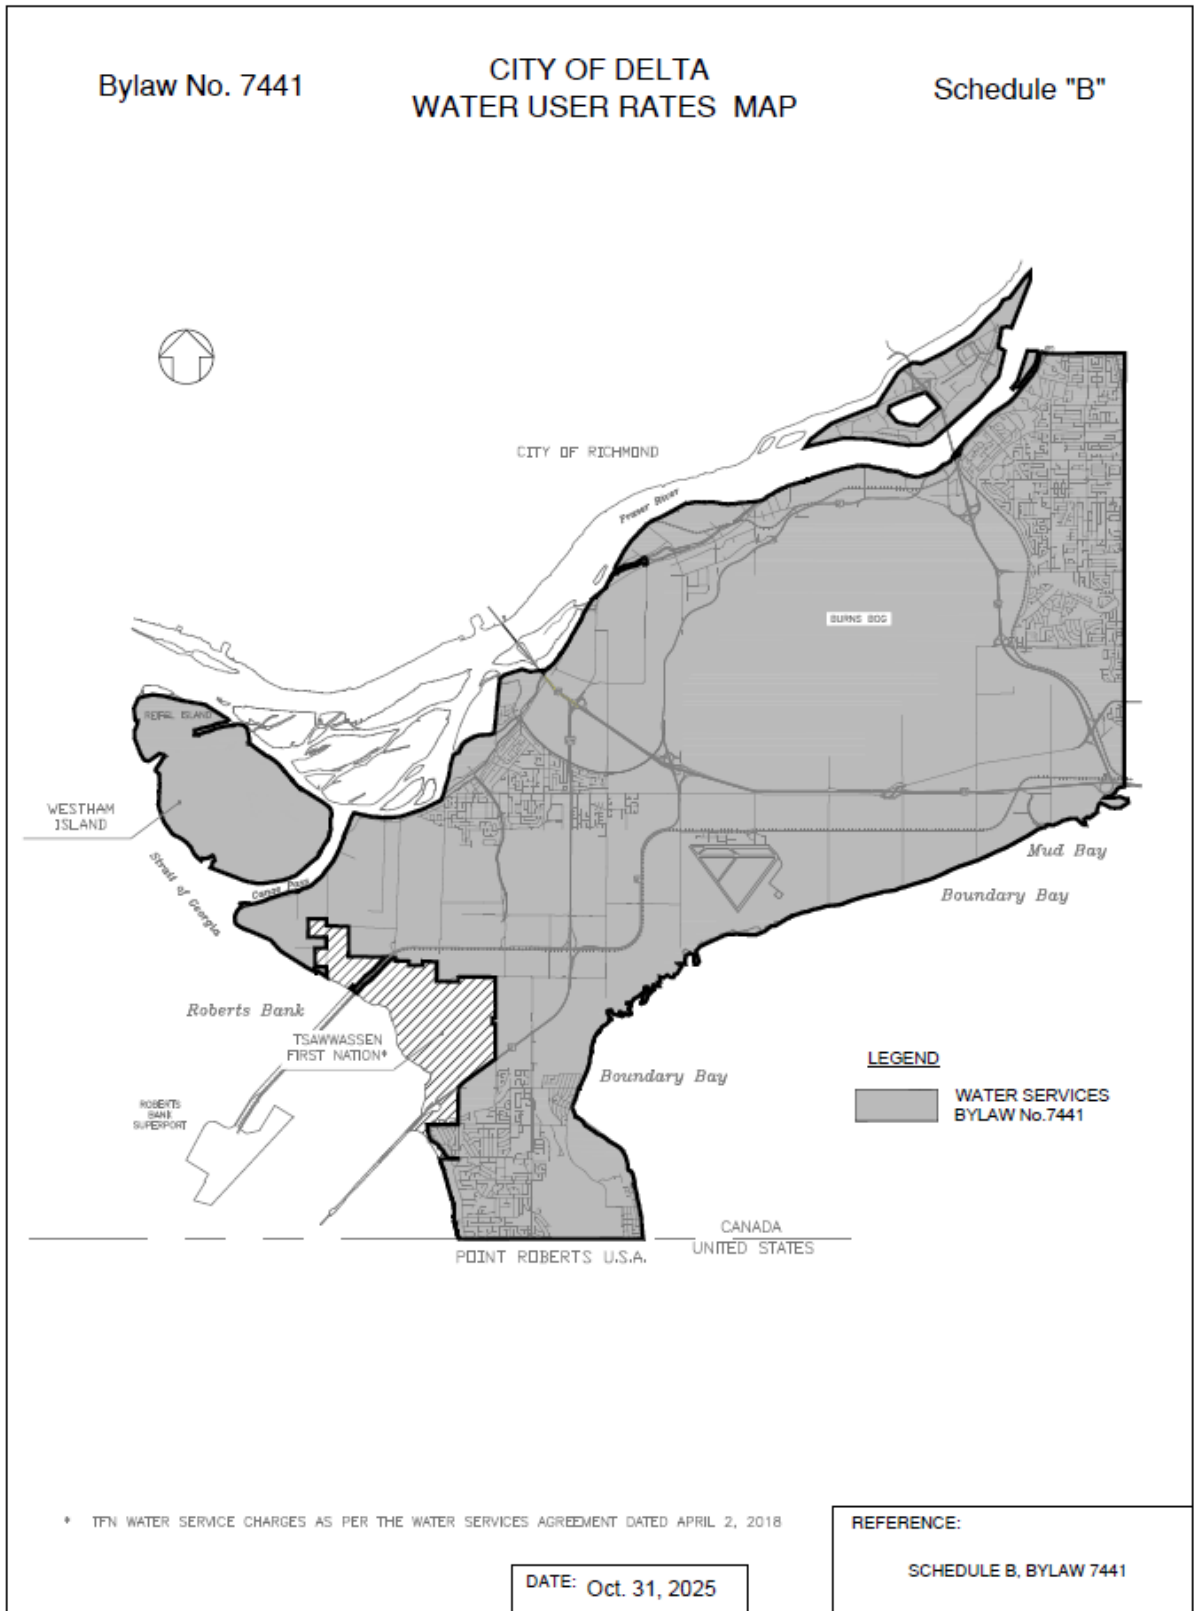 Bylaw No. 7441
CITY OF DELTA
WATER USER RATES MAP
Schedule "B"
CITY OF RICHMOND
Fraser River
BURNS BOG
REIFEL ISLAND
WESTHAM
ISLAND
Strait of Georgia
Canoe Pass
Mud Bay
Boundary Bay
Roberts Bank
TSAWWASSEN
FIRST NATION*
Boundary Bay
LEGEND
WATER SERVICES
BYLAW No.7441
ROBERTS
BANK
SUPERPORT
CANADA
UNITED STATES
POINT ROBERTS U.S.A.
* TFN WATER SERVICE CHARGES AS PER THE WATER SERVICES AGREEMENT DATED APRIL 2, 2018
REFERENCE:
SCHEDULE B, BYLAW 7441
DATE: Oct. 31, 2025